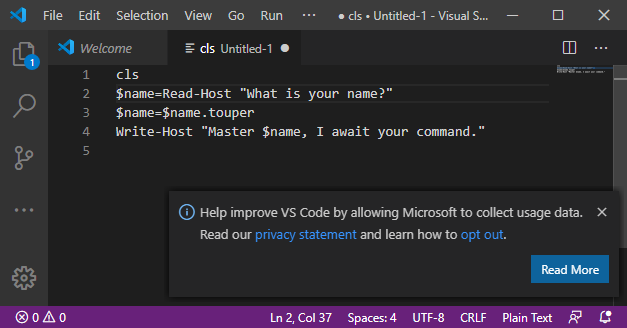 File Edit Selection View Go Run ... ● cls • Untitled-1 - Visual S...
Welcome cls Untitled-1 ●
1 cls
2 $name=Read-Host "What is your name?"
3 $name=$name.touper
4 Write-Host "Master $name, I await your command."
5
1
Help improve VS Code by allowing Microsoft to collect usage data.
Read our privacy statement and learn how to opt out.
Read More
0 0 Ln 2, Col 37 Spaces: 4 UTF-8 CRLF Plain Text